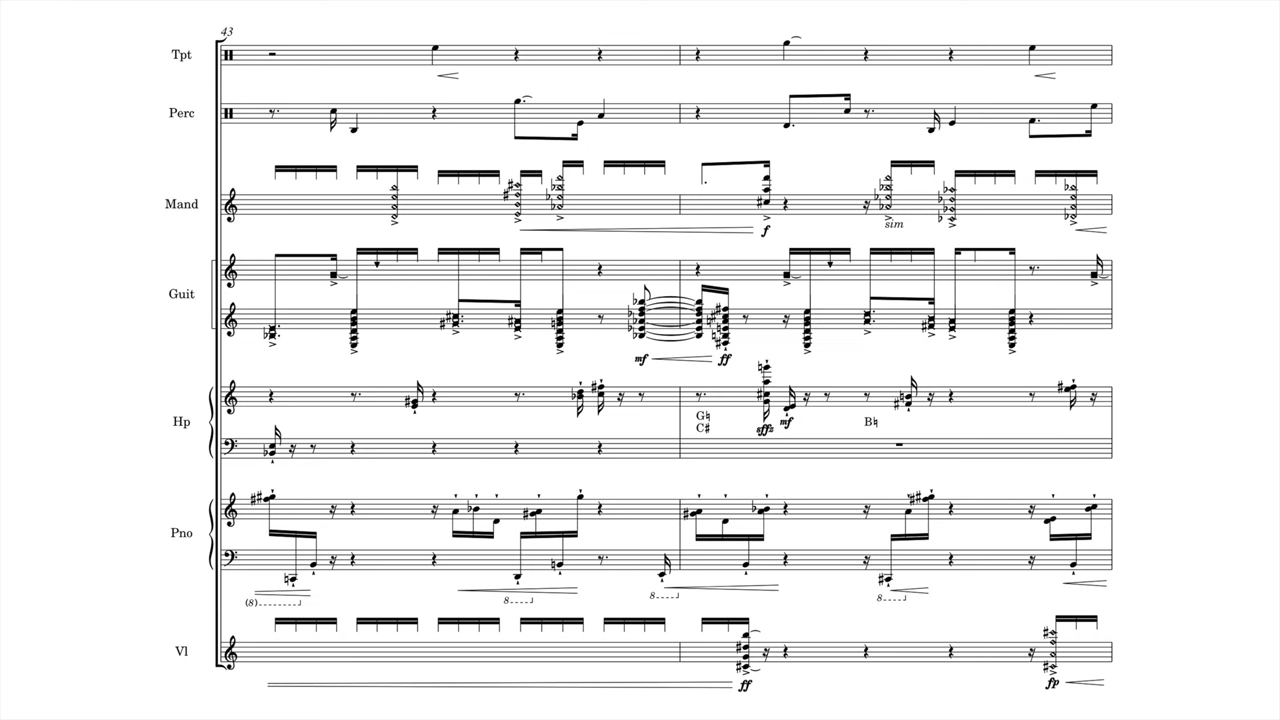 43
Tpt
Perc
Mand
f
sim
Guit
mf
ff
Hp
G♮
C♯
sffz
mf
B♮
Pno
(8)
8
8
8
Vl
ff
fp